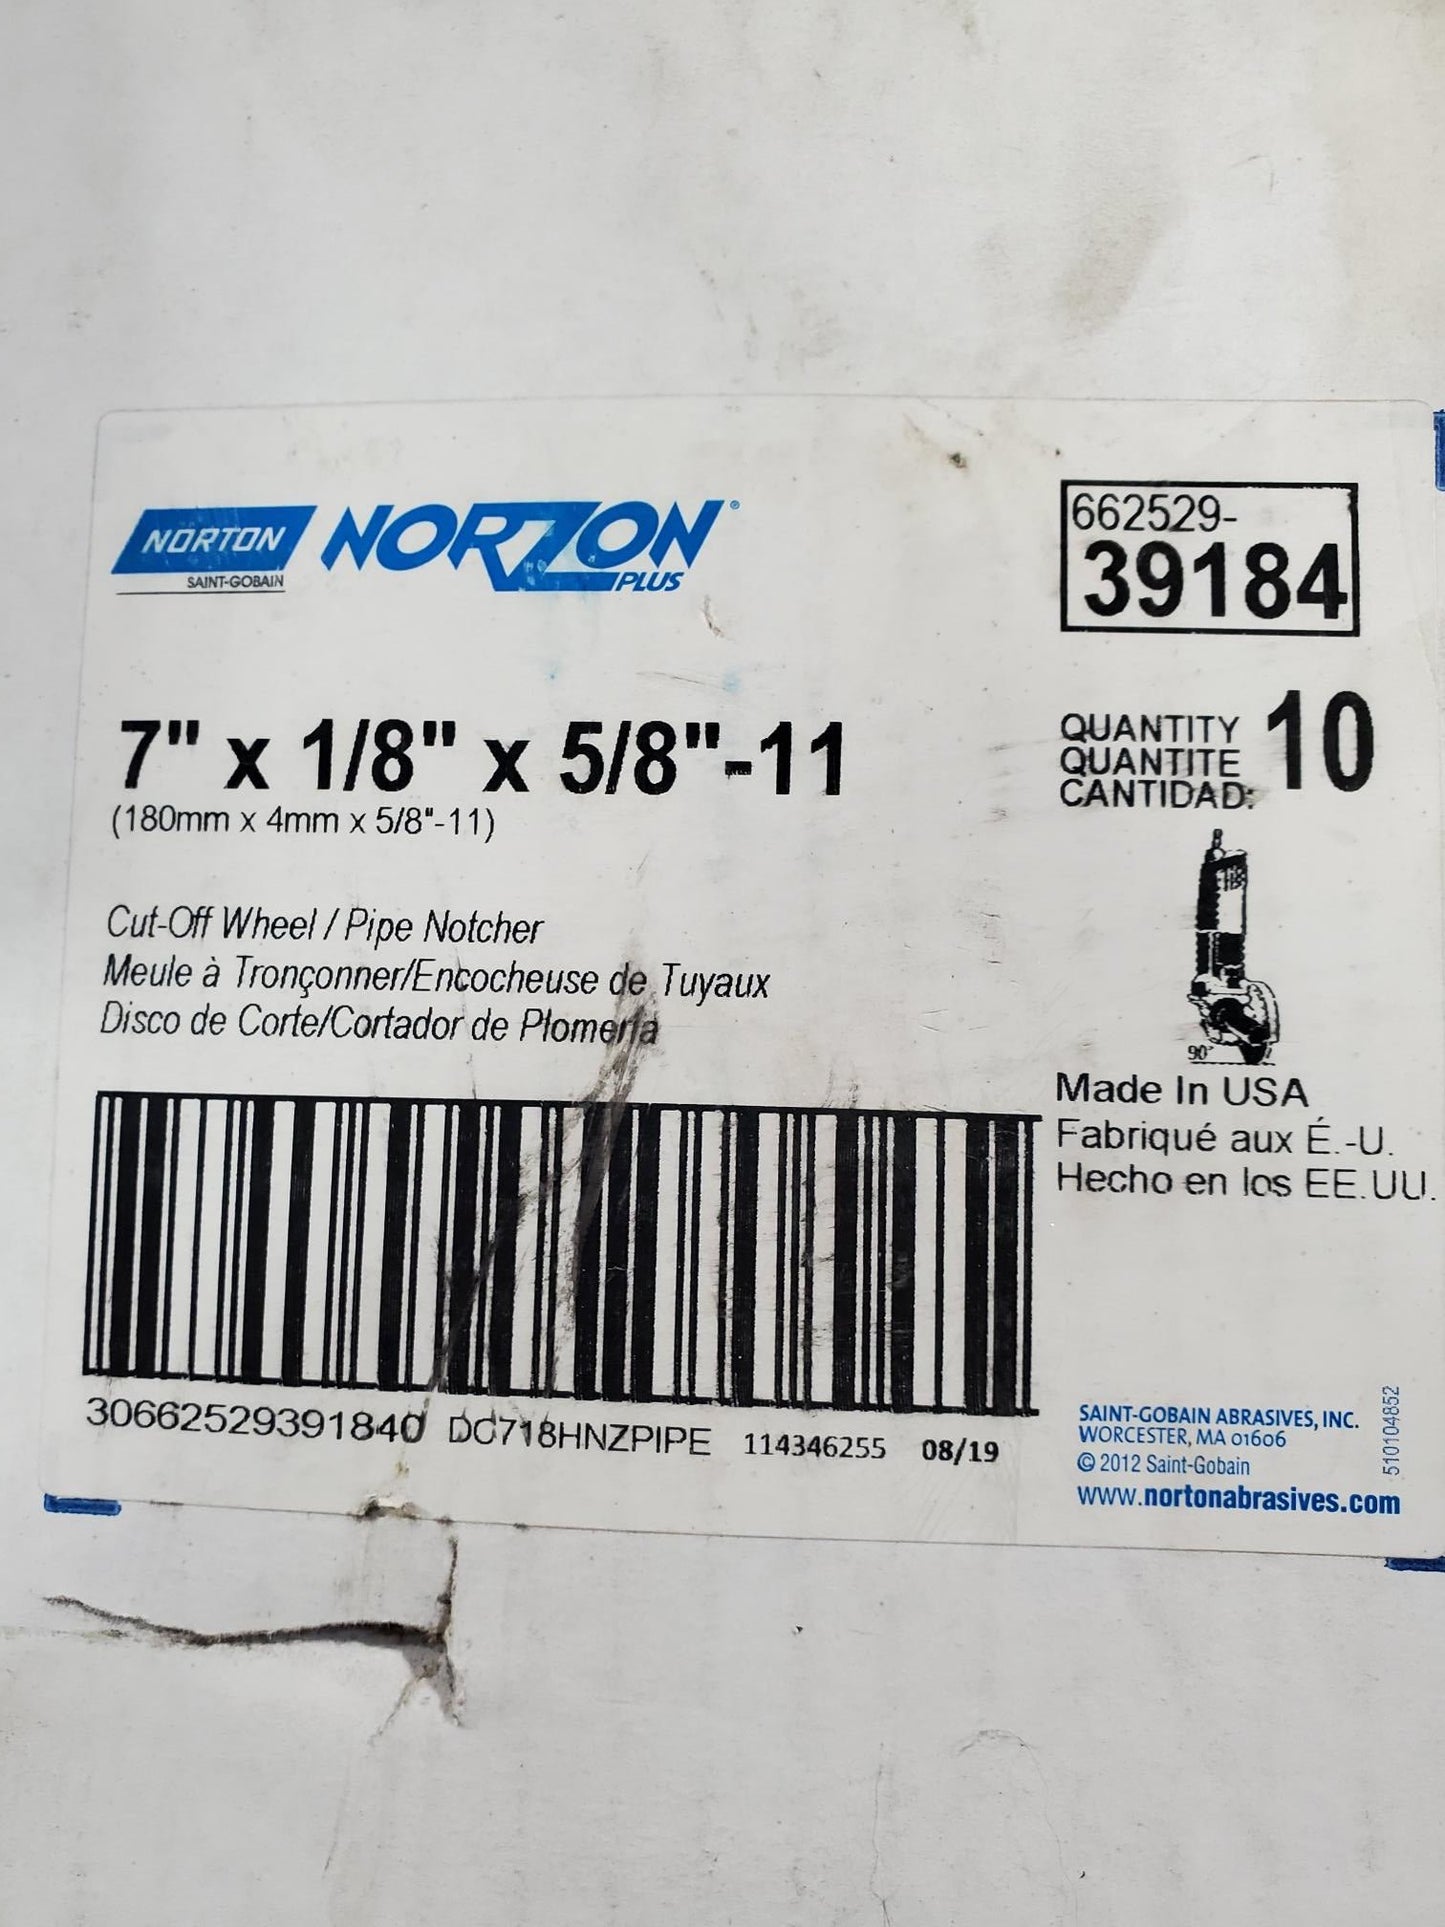 NORTON
SAINT-GOBAIN
NORZON®
PLUS
662529-
39184
7" x 1/8" x 5/8"-11
(180mm x 4mm x 5/8"-11)
QUANTITY
QUANTITE
CANTIDAD:
10
Cut-Off Wheel / Pipe Notcher
Meule à Tronçonner/Encocheuse de Tuyaux
Disco de Corte/Cortador de Plomería
90°
Made In USA
Fabriqué aux É.-U.
Hecho en los EE.UU.
30662529391840 DC718HNZPIPE 114346255 08/19
SAINT-GOBAIN ABRASIVES, INC.
WORCESTER, MA 01606
© 2012 Saint-Gobain
www.nortonabrasives.com
510104852